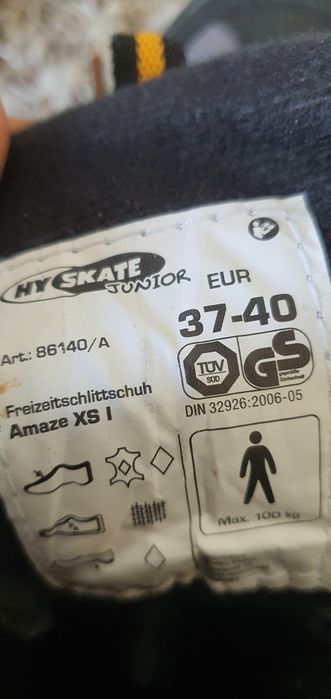 HY SKATE
JUNIOR EUR
37-40
Art.: 86140/A
TÜV
SÜD
GS
geprüfte
Sicherheit
DIN 32926:2006-05
Freizeitschlittschuh
Amaze XS I
Max. 100 kg